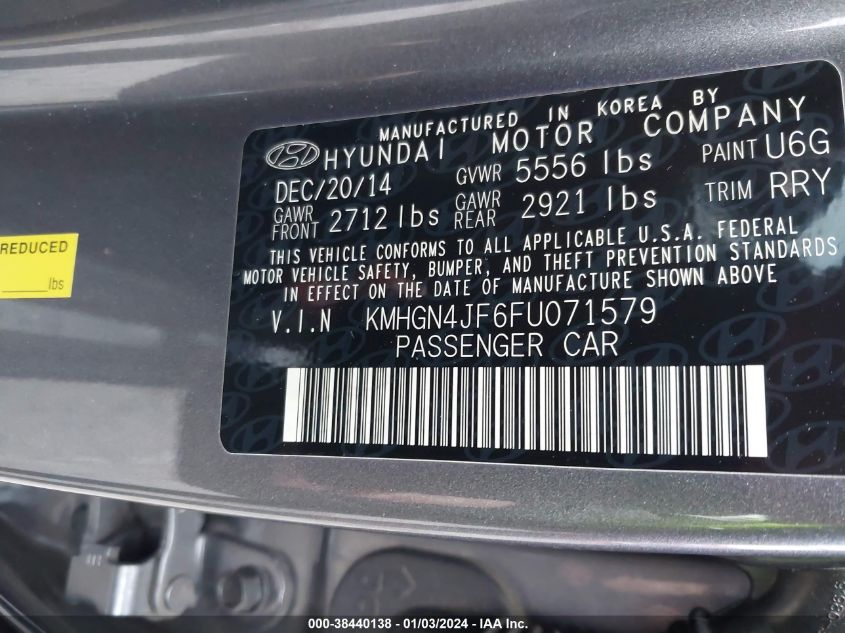 MANUFACTURED IN KOREA BY
HYUNDAI MOTOR COMPANY
DEC/20/14 GVWR 5556 lbs PAINT U6G
GAWR FRONT 2712 lbs GAWR REAR 2921 lbs TRIM RRY
THIS VEHICLE CONFORMS TO ALL APPLICABLE U.S.A. FEDERAL
MOTOR VEHICLE SAFETY, BUMPER, AND THEFT PREVENTION STANDARDS
IN EFFECT ON THE DATE OF MANUFACTURE SHOWN ABOVE
V.I.N KMHGN4JF6FU071579
PASSENGER CAR
REDUCED
____lbs
000-38440138 - 01/03/2024 - IAA Inc.